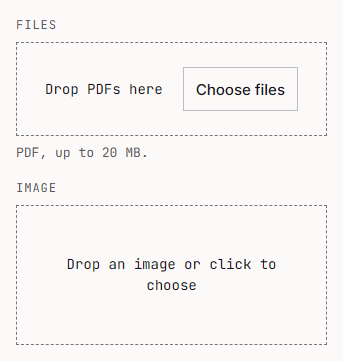 FILES
Drop PDFs here
Choose files
PDF, up to 20 MB.
IMAGE
Drop an image or click to
choose